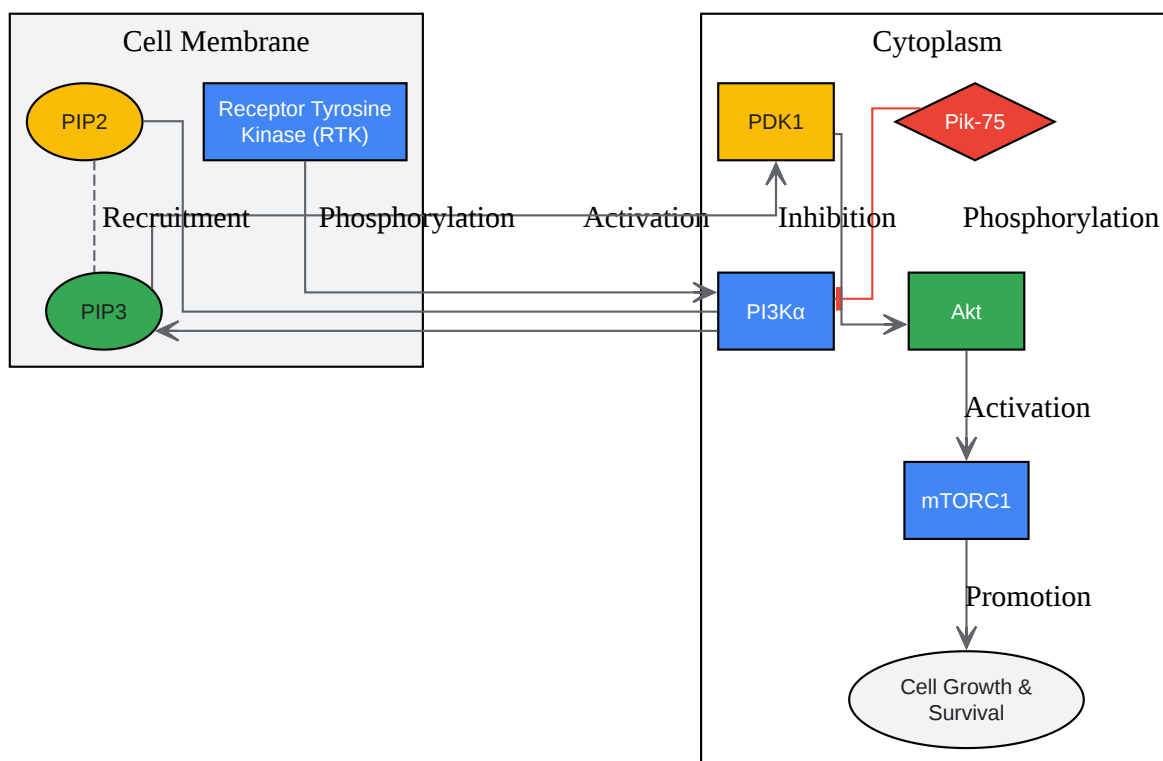 Cell Membrane
Cytoplasm
PIP2
Receptor Tyrosine
Kinase (RTK)
PDK1
Pik-75
Recruitment
Phosphorylation
Activation
Inhibition
Phosphorylation
PIP3
PI3Kα
Akt
Activation
mTORC1
Promotion
Cell Growth &
Survival